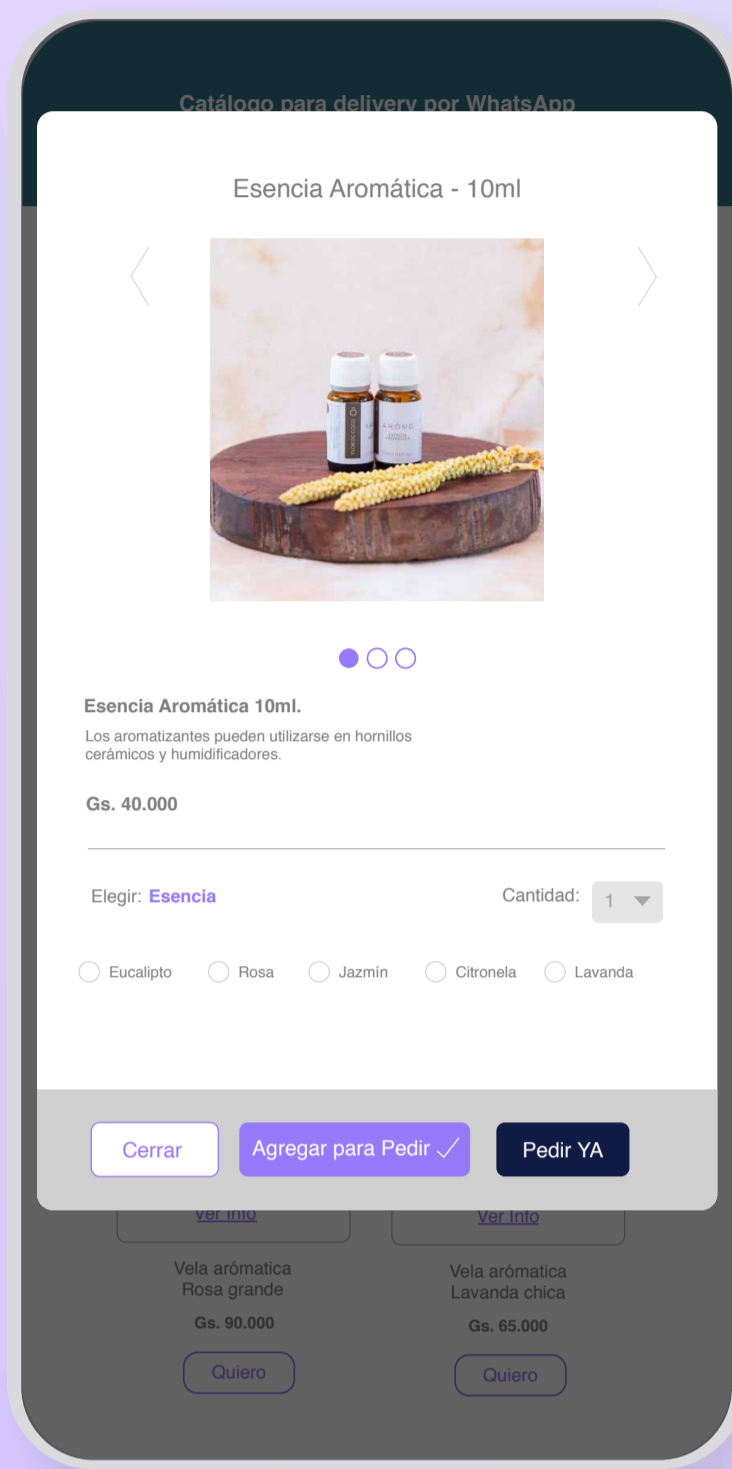 Catálogo para delivery por WhatsApp
Esencia Aromática - 10ml
ARÔME
Esencia Aromática 10ml.
Los aromatizantes pueden utilizarse en hornillos
cerámicos y humidificadores.
Gs. 40.000
Elegir: Esencia
Cantidad: 1
Eucalipto Rosa Jazmín Citronela Lavanda
Cerrar Agregar para Pedir Pedir YA
Ver Info Ver Info
Vela arómatica Vela arómatica
Rosa grande Lavanda chica
Gs. 90.000 Gs. 65.000
Quiero Quiero